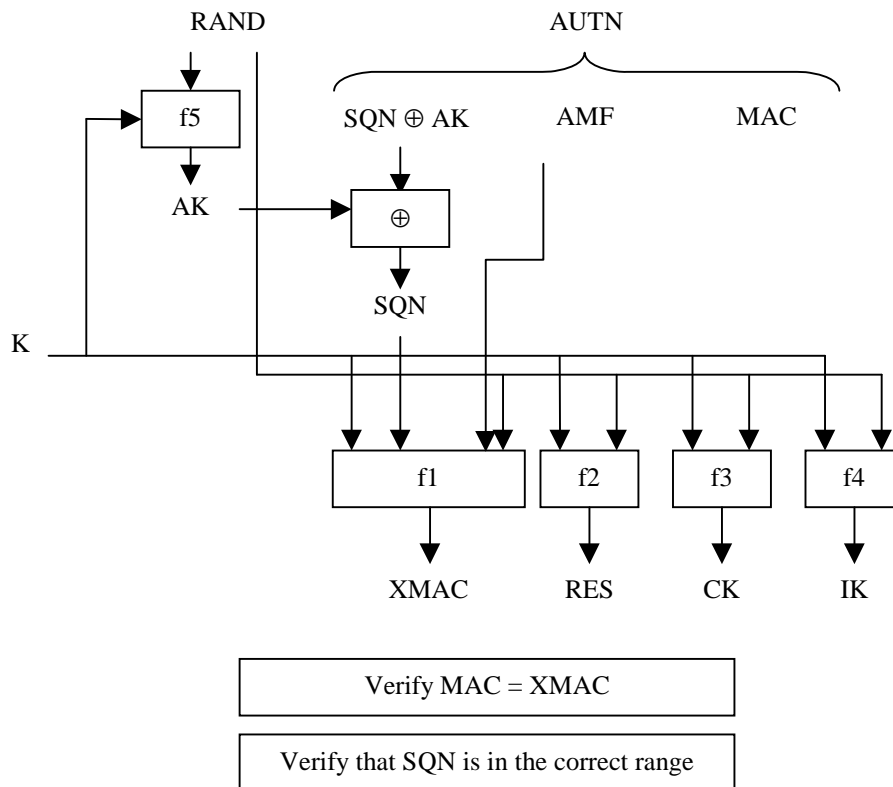 RAND AUTN
f5 SQN ⊕ AK AMF MAC
AK ⊕
SQN
K
f1 f2 f3 f4
XMAC RES CK IK
Verify MAC = XMAC
Verify that SQN is in the correct range